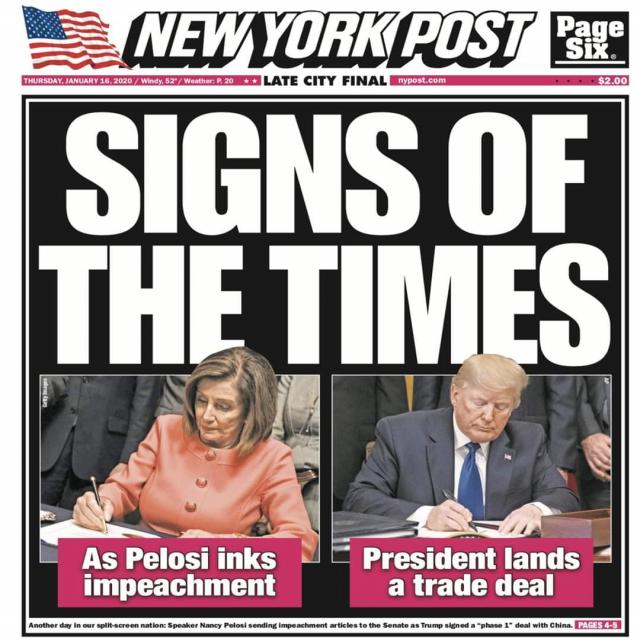 NEW YORK POST
Page
Six®
THURSDAY, JANUARY 16, 2020 / Windy, 52° / Weather: P. 20 ★★ LATE CITY FINAL nypost.com $2.00
SIGNS OF
THE TIMES
Getty Images
As Pelosi inks
impeachment
President lands
a trade deal
Another day in our split-screen nation: Speaker Nancy Pelosi sending impeachment articles to the Senate as Trump signed a “phase 1” deal with China. PAGES 4-5